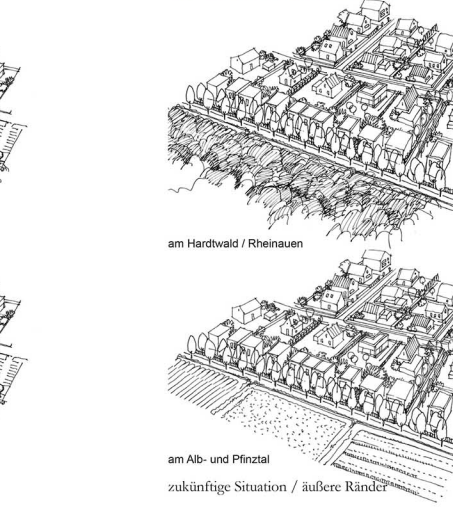 am Hardtwald / Rheinauen
am Alb- und Pfinztal
zukünftige Situation / äußere Ränder